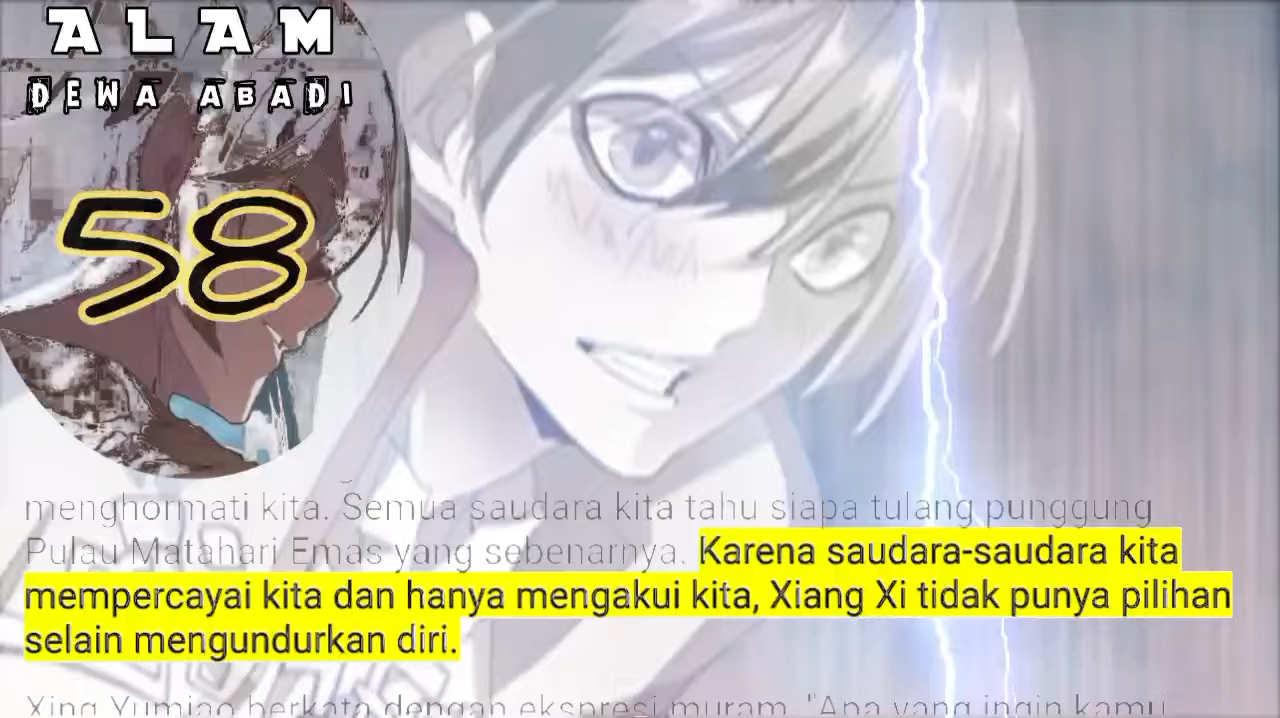 ALAM
DEWA ABADI
58
menghormati kita. Semua saudara kita tahu siapa tulang punggung
Pulau Matahari Emas yang sebenarnya. Karena saudara-saudara kita
mempercayai kita dan hanya mengakui kita, Xiang Xi tidak punya pilihan
selain mengundurkan diri.
Xing Yumiao berkata dengan ekspresi muram, "Apa yang ingin kamu